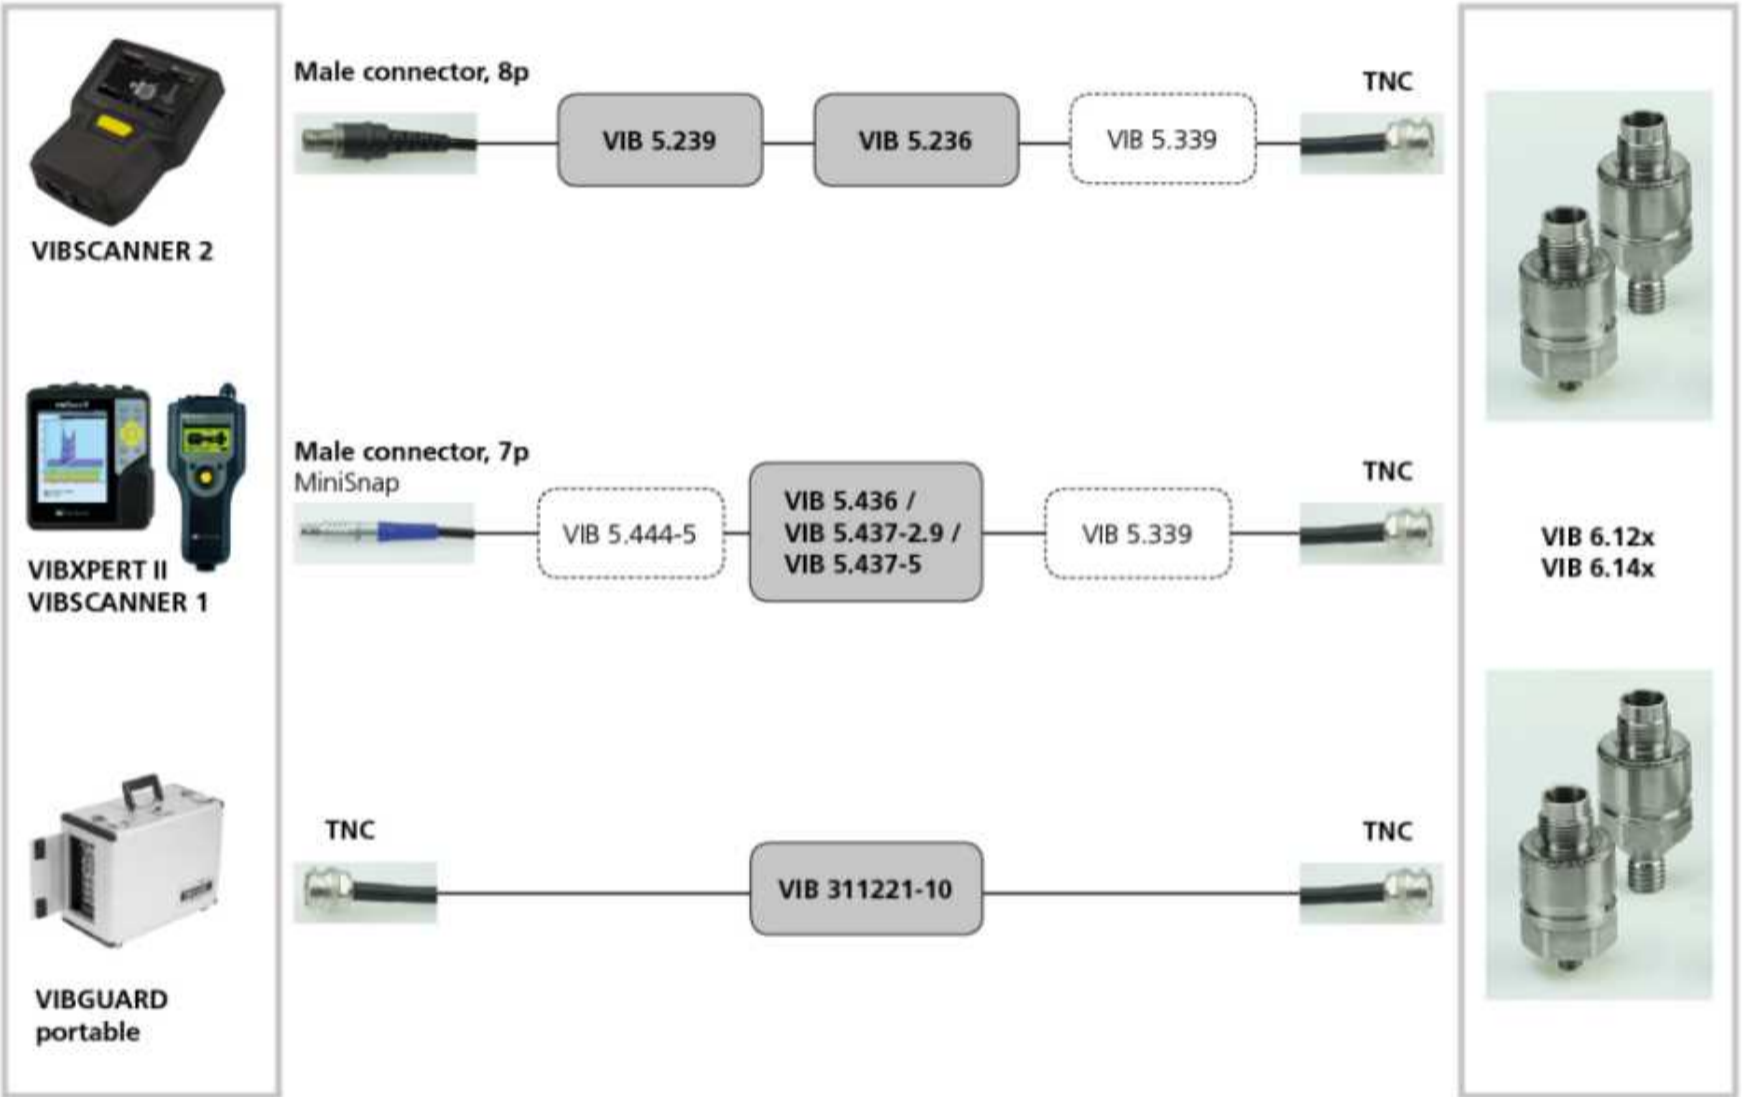 Male connector, 8p
TNC
VIB 5.239
VIB 5.236
VIB 5.339
VIBSCANNER 2
Male connector, 7p
MiniSnap
TNC
VIB 5.444-5
VIB 5.436 /
VIB 5.437-2.9 /
VIB 5.437-5
VIB 5.339
VIBXPERT II
VIBSCANNER 1
VIB 6.12x
VIB 6.14x
TNC
TNC
VIB 311221-10
VIBGUARD
portable